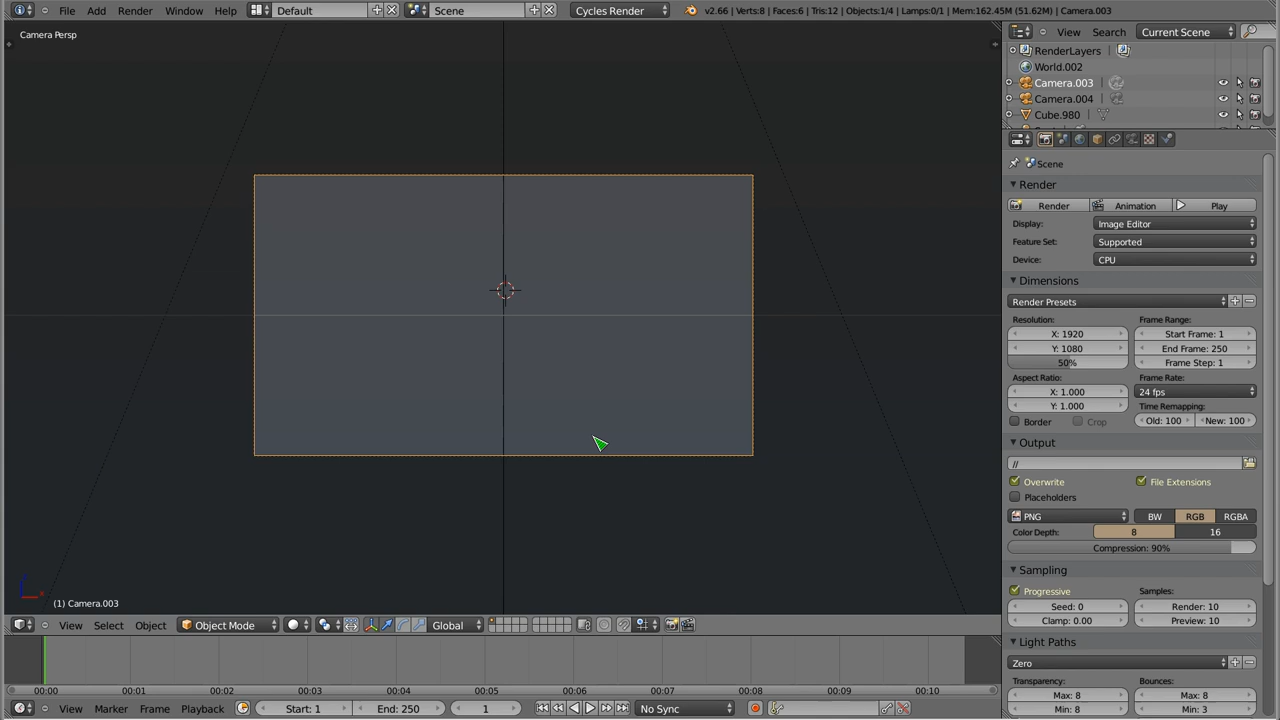 File Add Render Window Help Default Scene Cycles Render v2.66 | Verts:8 | Faces:6 | Tris:12 | Objects:1/4 | Lamps:0/1 | Mem:162.45M (51.62M) | Camera.003
Camera Persp
View Search Current Scene
RenderLayers
World.002
Camera.003
Camera.004
Cube.980
Scene
Render
Render Animation Play
Display: Image Editor
Feature Set: Supported
Device: CPU
Dimensions
Render Presets
Resolution: Frame Range:
X: 1920 Start Frame: 1
Y: 1080 End Frame: 250
50% Frame Step: 1
Aspect Ratio: Frame Rate:
X: 1.000 24 fps
Y: 1.000 Time Remapping:
Border Crop Old: 100 New: 100
Output
//
Overwrite File Extensions
Placeholders
PNG BW RGB RGBA
Color Depth: 8 16
Compression: 90%
Sampling
Progressive Samples:
Seed: 0 Render: 10
Clamp: 0.00 Preview: 10
Light Paths
Zero
Transparency: Bounces:
Max: 8 Max: 8
Min: 8 Min: 3
(1) Camera.003
View Select Object Object Mode Global
00:00 00:01 00:02 00:03 00:04 00:05 00:06 00:07 00:08 00:09 00:10
View Marker Frame Playback Start: 1 End: 250 1 No Sync